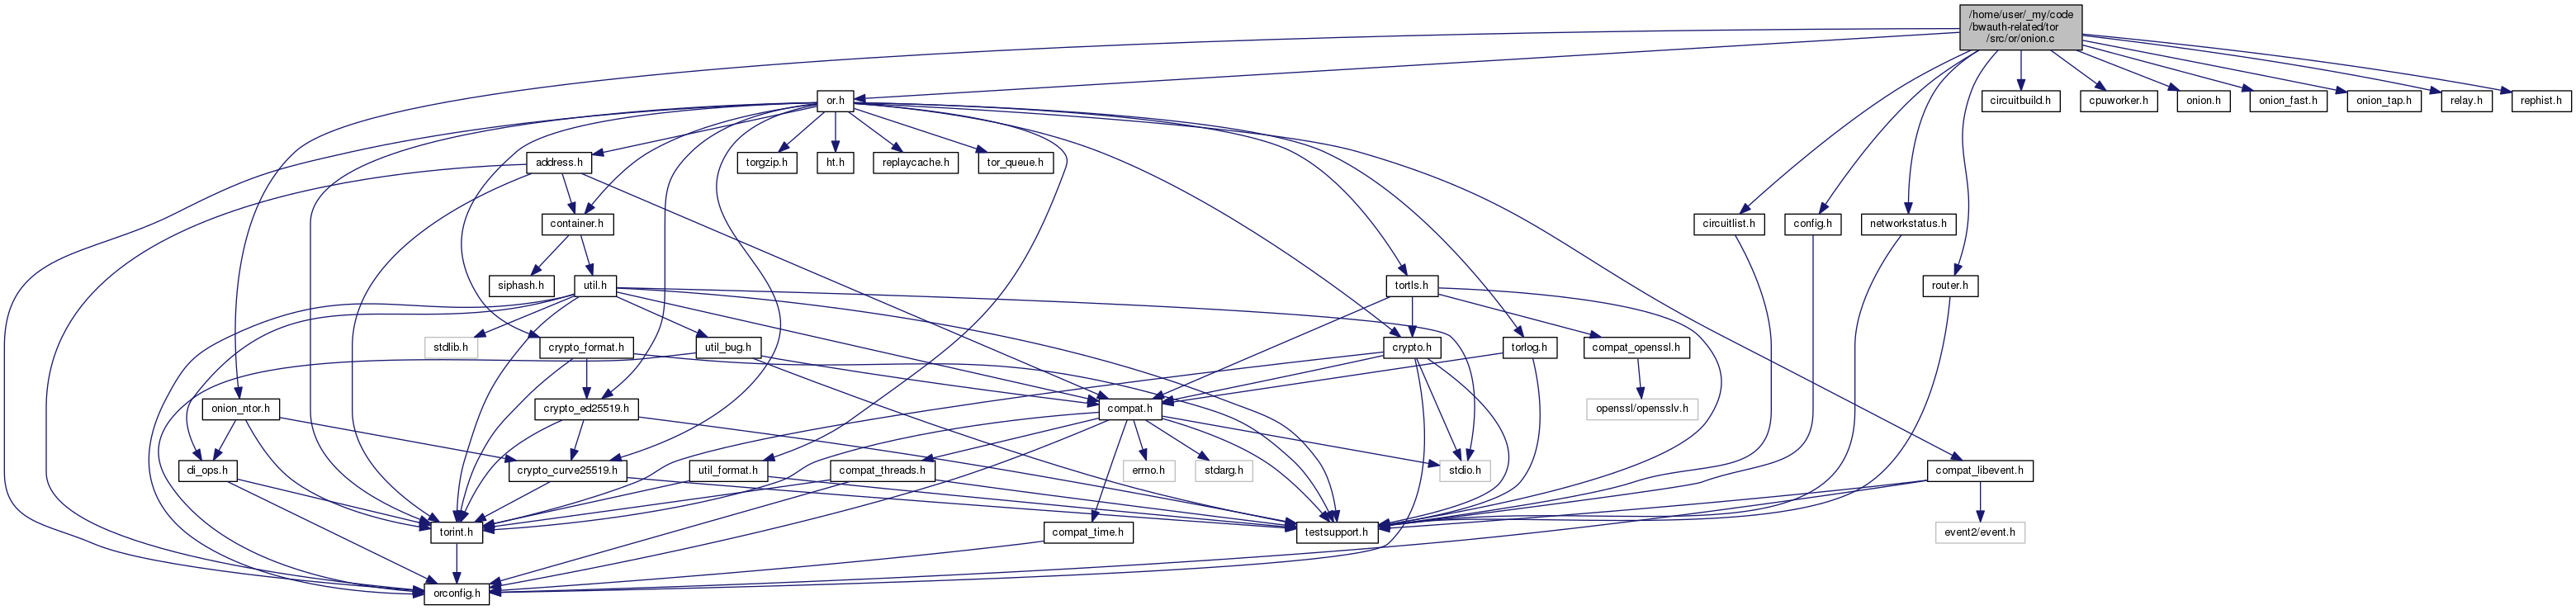 /home/user/_my/code
/bwauth-related/tor
/src/or/onion.c
or.h
circuitbuild.h
cpuworker.h
onion.h
onion_fast.h
onion_tap.h
relay.h
rephist.h
address.h
torgzip.h
ht.h
replaycache.h
tor_queue.h
container.h
circuitlist.h
config.h
networkstatus.h
siphash.h
util.h
tortls.h
router.h
stdlib.h
crypto_format.h
util_bug.h
crypto.h
torlog.h
compat_openssl.h
onion_ntor.h
crypto_ed25519.h
compat.h
openssl/opensslv.h
di_ops.h
crypto_curve25519.h
util_format.h
compat_threads.h
errno.h
stdarg.h
stdio.h
compat_libevent.h
torint.h
compat_time.h
testsupport.h
event2/event.h
orconfig.h